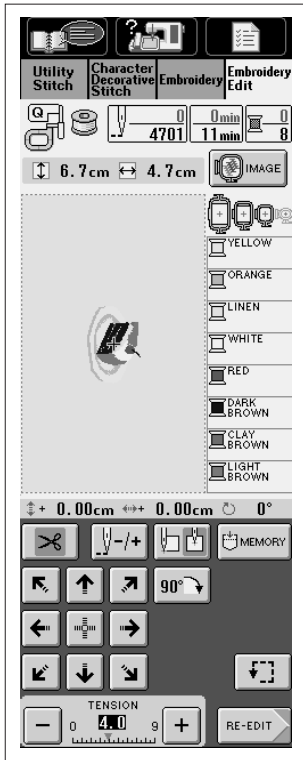 Utility Stitch
Character Decorative Stitch
Embroidery
Embroidery Edit
Q
0
4701
0min
11min
0
8
6.7cm
4.7cm
IMAGE
YELLOW
ORANGE
LINEN
WHITE
RED
DARK BROWN
CLAY BROWN
LIGHT BROWN
+ 0.00cm
+ 0.00cm
0°
-/+
MEMORY
90°
TENSION
0
4.0
9
−
+
RE-EDIT